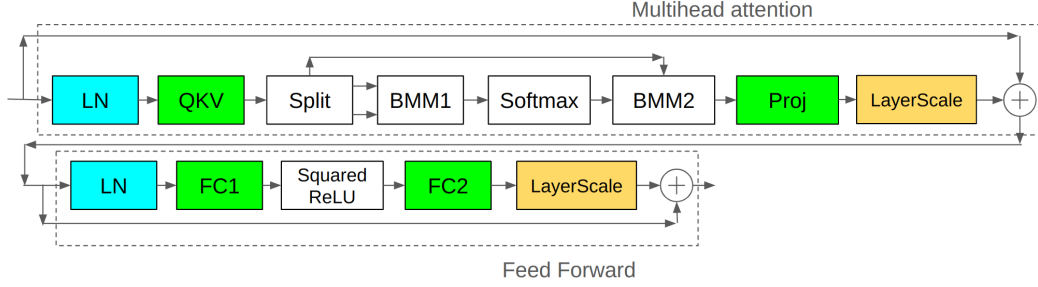 Multihead attention
LN
QKV
Split
BMM1
Softmax
BMM2
Proj
LayerScale
LN
FC1
Squared
ReLU
FC2
LayerScale
Feed Forward